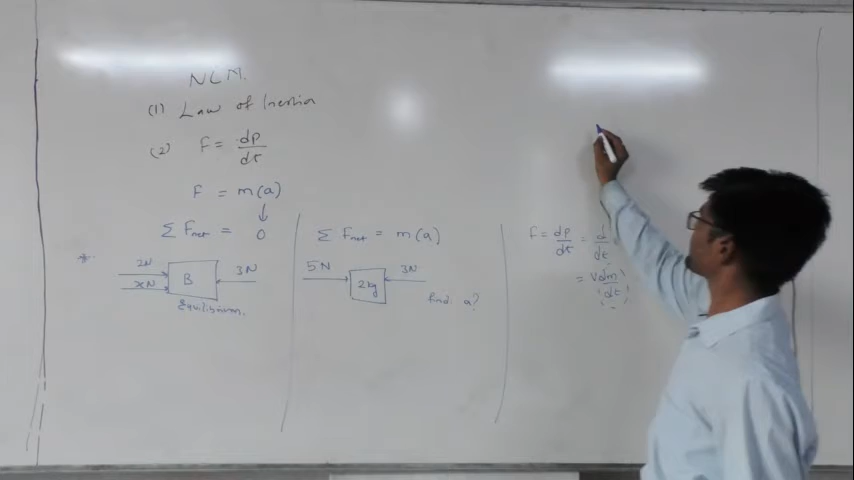 NLM.
(1) Law of Inertia
(2) F = dp/dt
F = m(a)
↓
Σ Fnet = 0
* 2N
xN
B
3N
Equilibrium.
Σ Fnet = m(a)
5N
2kg
3N
find a?
F = dp/dt = d/dt
= V dm/dt